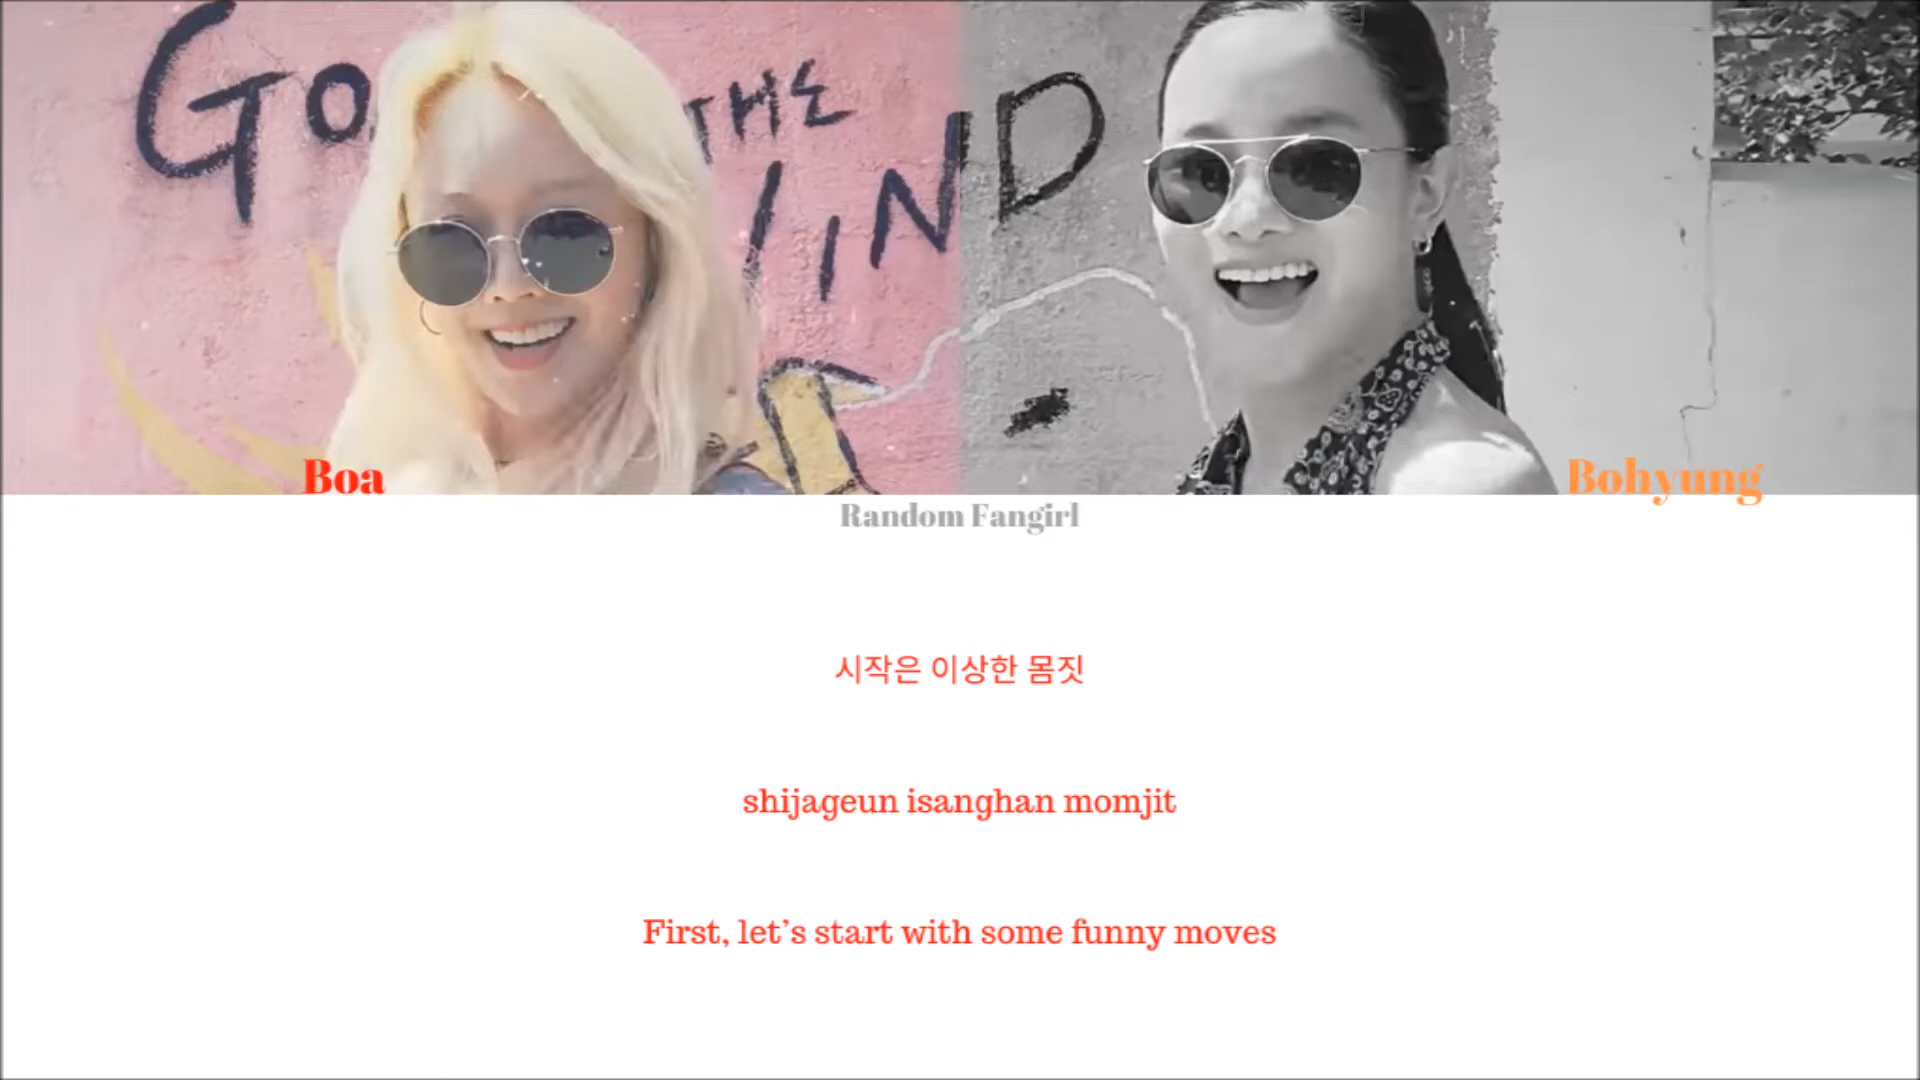 Go THE
WIND
Boa
Bohyung
Random Fangirl
시작은 이상한 몸짓
shijageun isanghan momjit
First, let’s start with some funny moves